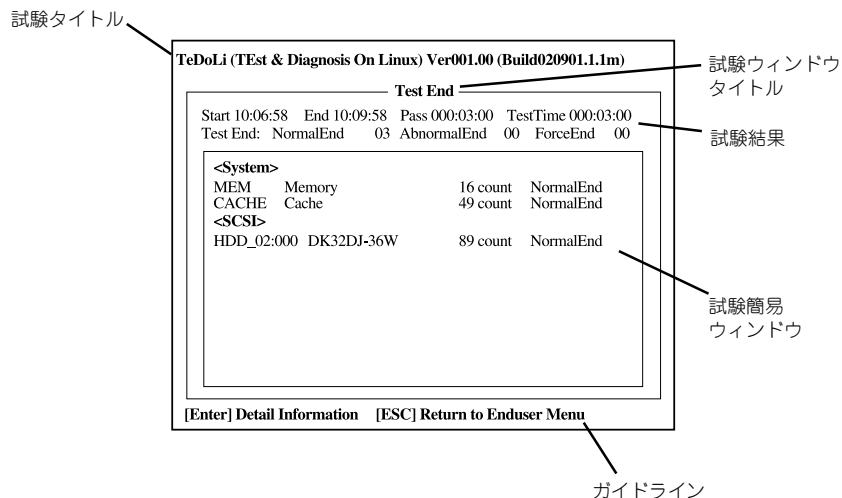 試験タイトル
TeDoLi (TEst & Diagnosis On Linux) Ver001.00 (Build020901.1.1m)
試験ウィンドウ
タイトル
Test End
Start 10:06:58 End 10:09:58 Pass 000:03:00 TestTime 000:03:00
Test End: NormalEnd 03 AbnormalEnd 00 ForceEnd 00
試験結果
<System>
MEM Memory 16 count NormalEnd
CACHE Cache 49 count NormalEnd
<SCSI>
HDD_02:000 DK32DJ-36W 89 count NormalEnd
試験簡易
ウィンドウ
[Enter] Detail Information [ESC] Return to Enduser Menu
ガイドライン